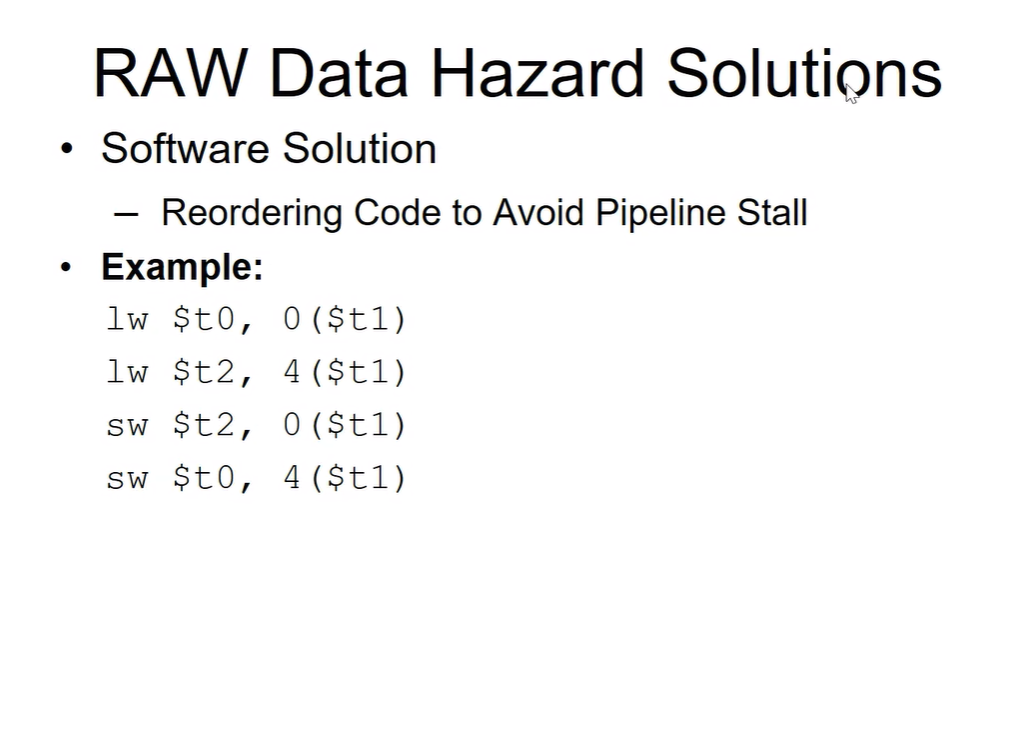 RAW Data Hazard Solutions
• Software Solution
– Reordering Code to Avoid Pipeline Stall
• Example:
lw $t0, 0($t1)
lw $t2, 4($t1)
sw $t2, 0($t1)
sw $t0, 4($t1)